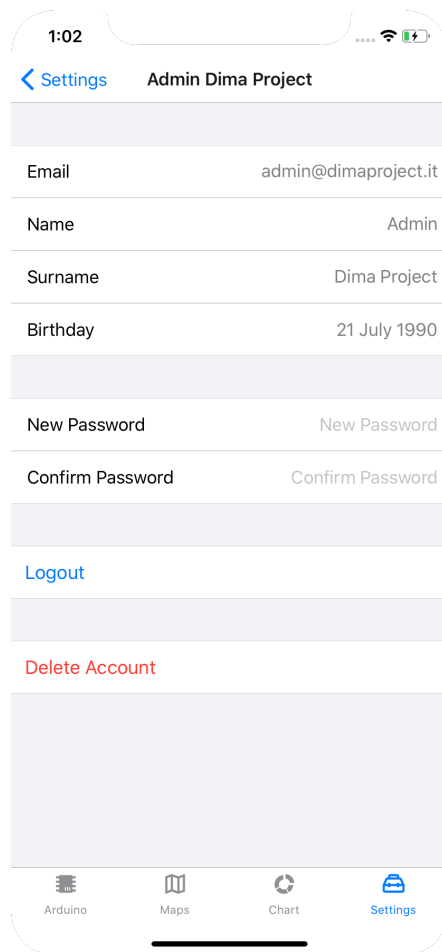 1:02
Settings Admin Dima Project
Email admin@dimaproject.it
Name Admin
Surname Dima Project
Birthday 21 July 1990
New Password New Password
Confirm Password Confirm Password
Logout
Delete Account
Arduino Maps Chart Settings